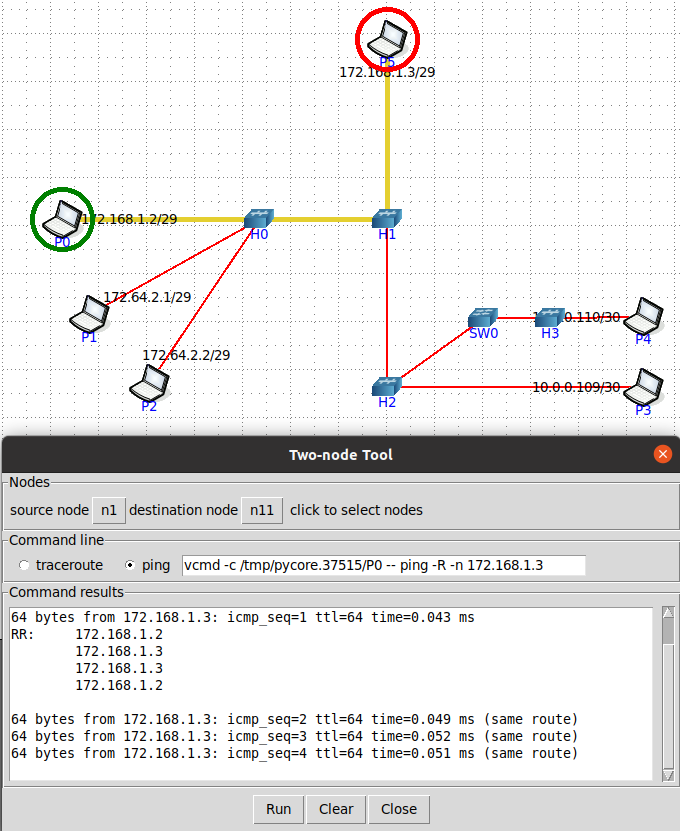 P5
172.168.1.3/29
172.168.1.2/29
P0
H0
H1
172.64.2.1/29
P1
SW0
H3
0.110/30
P4
172.64.2.2/29
P2
H2
10.0.0.109/30
P3
Two-node Tool
Nodes
source node n1 destination node n11 click to select nodes
Command line
traceroute ping vcmd -c /tmp/pycore.37515/P0 -- ping -R -n 172.168.1.3
Command results
64 bytes from 172.168.1.3: icmp_seq=1 ttl=64 time=0.043 ms
RR: 172.168.1.2
172.168.1.3
172.168.1.3
172.168.1.2
64 bytes from 172.168.1.3: icmp_seq=2 ttl=64 time=0.049 ms (same route)
64 bytes from 172.168.1.3: icmp_seq=3 ttl=64 time=0.052 ms (same route)
64 bytes from 172.168.1.3: icmp_seq=4 ttl=64 time=0.051 ms (same route)
Run Clear Close